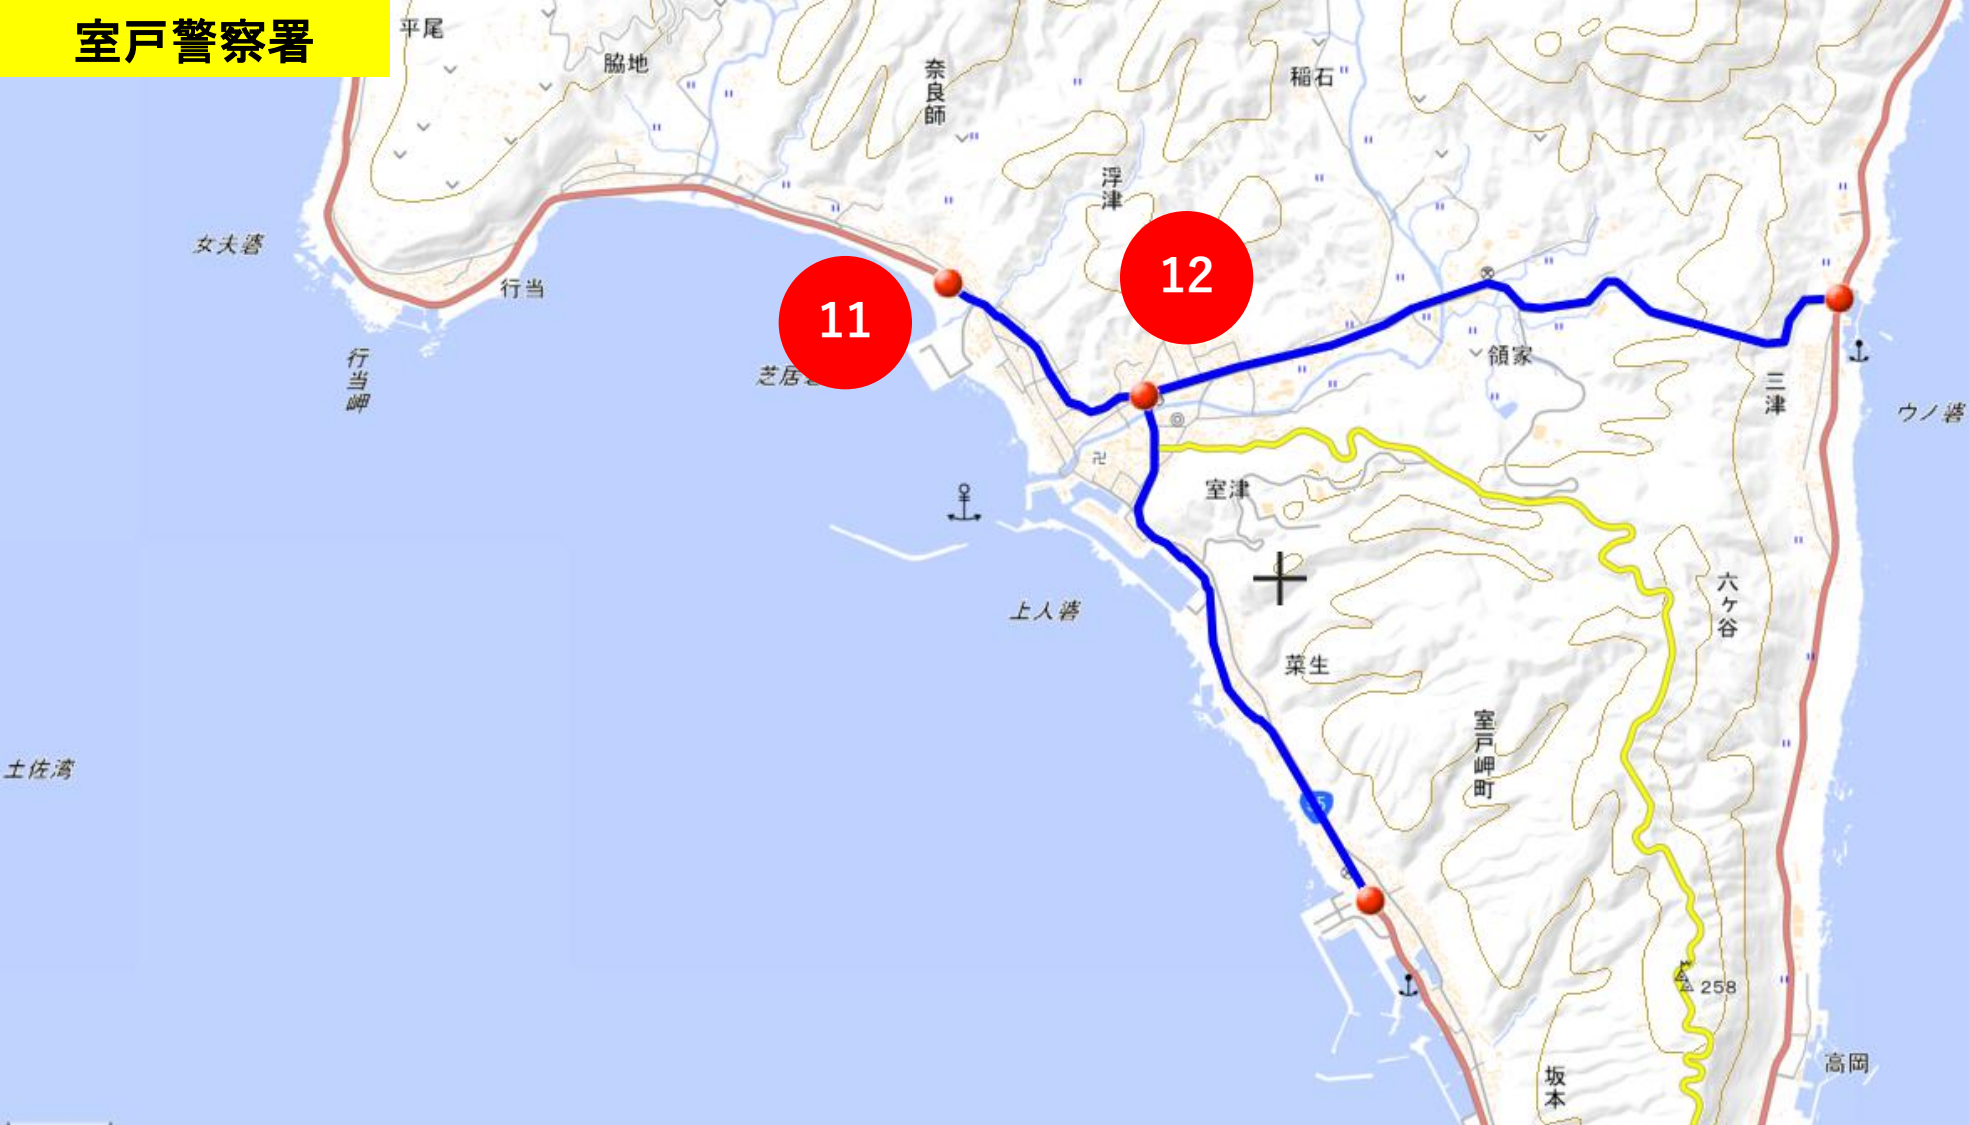 室戸警察署
平尾
脇地
奈良師
稲石
浮津
女夫碆
行当
11
12
行当岬
芝居
領家
三津
ウノ碆
室津
上人碆
六ヶ谷
菜生
室戸岬町
土佐湾
258
高岡
坂本